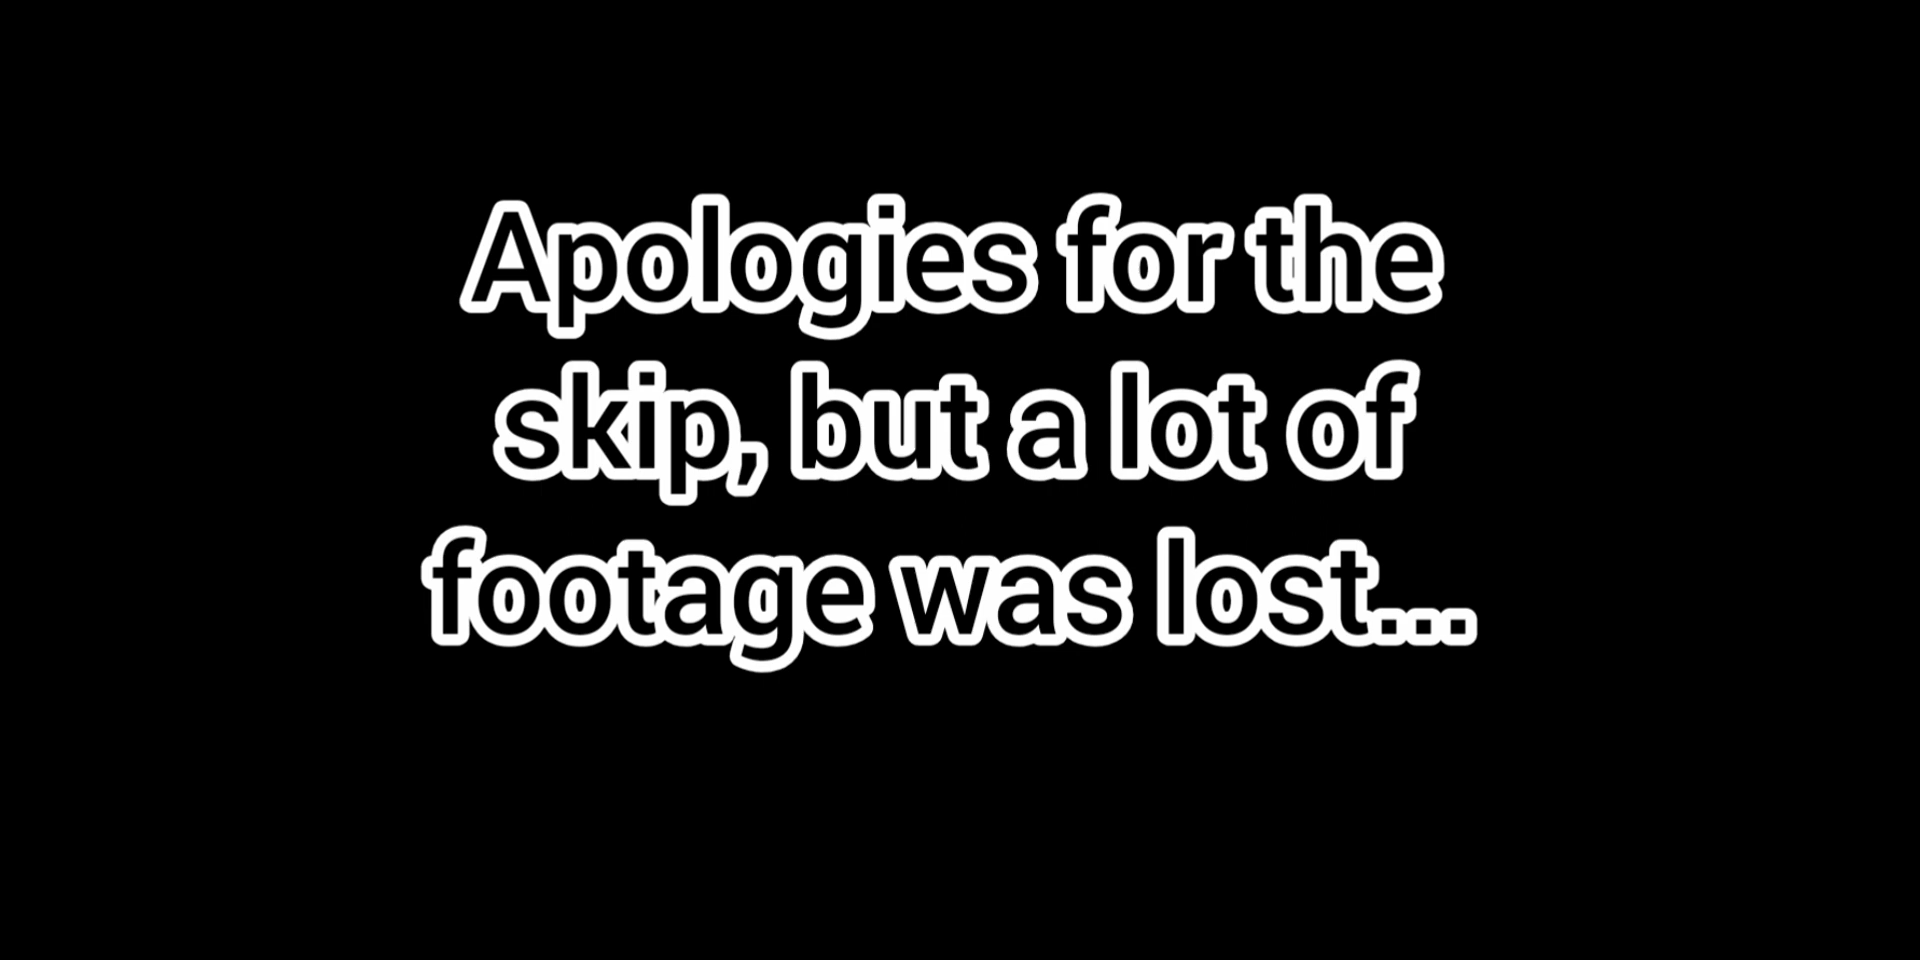 Apologies for the
skip, but a lot of
footage was lost...